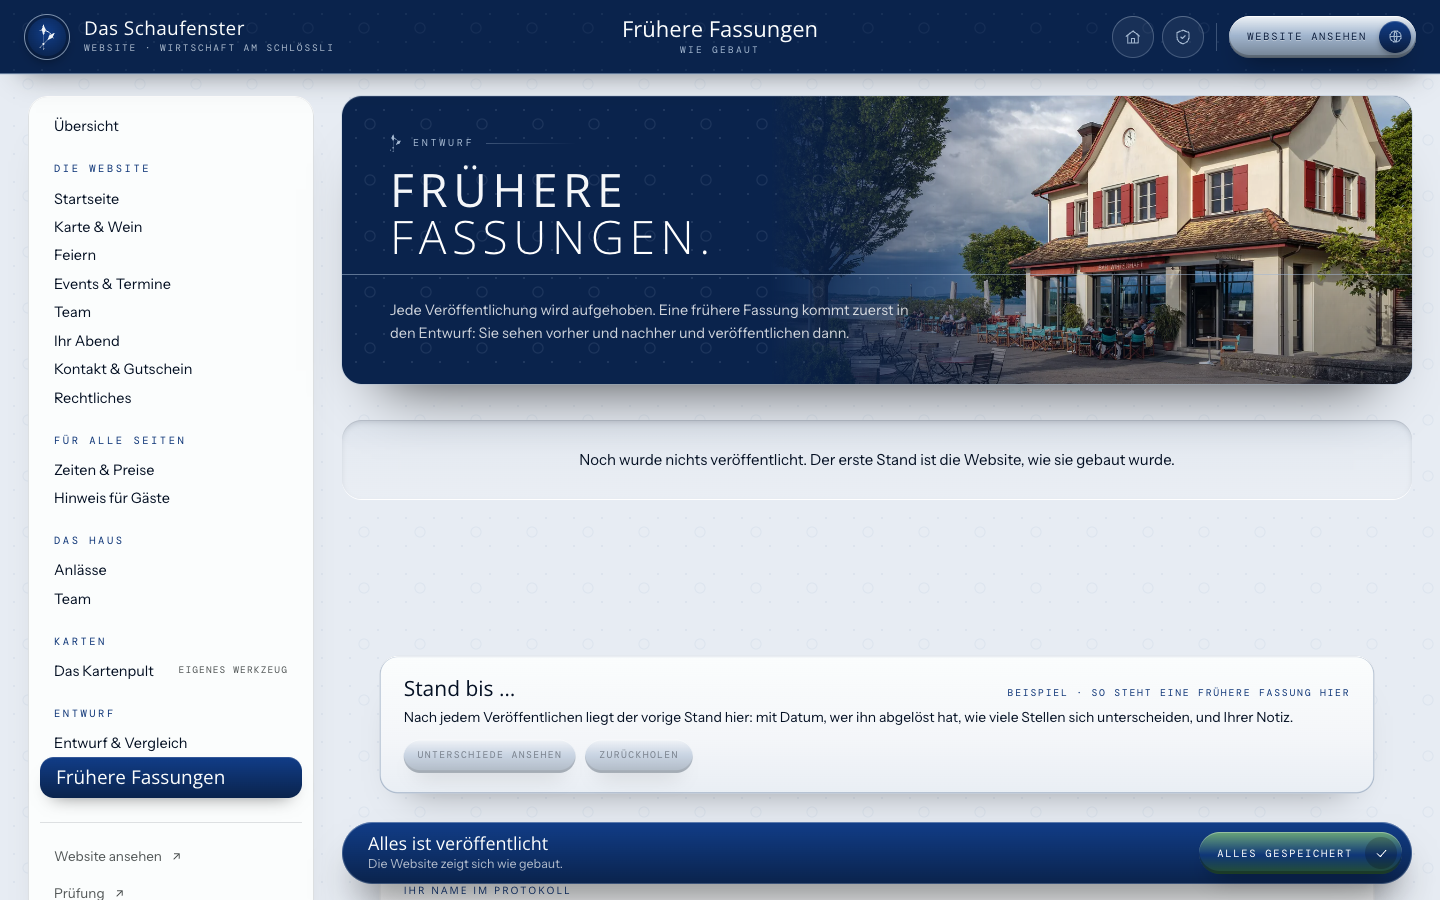 Das Schaufenster
WEBSITE · WIRTSCHAFT AM SCHLÖSSLI
Frühere Fassungen
WIE GEBAUT
WEBSITE ANSEHEN
Übersicht
DIE WEBSITE
Startseite
Karte & Wein
Feiern
Events & Termine
Team
Ihr Abend
Kontakt & Gutschein
Rechtliches
FÜR ALLE SEITEN
Zeiten & Preise
Hinweis für Gäste
DAS HAUS
Anlässe
Team
KARTEN
Das Kartenpult
EIGENES WERKZEUG
ENTWURF
Entwurf & Vergleich
Frühere Fassungen
Website ansehen
Prüfung
ENTWURF
FRÜHERE
FASSUNGEN.
Jede Veröffentlichung wird aufgehoben. Eine frühere Fassung kommt zuerst in
den Entwurf: Sie sehen vorher und nachher und veröffentlichen dann.
Noch wurde nichts veröffentlicht. Der erste Stand ist die Website, wie sie gebaut wurde.
Stand bis ...
BEISPIEL · SO STEHT EINE FRÜHERE FASSUNG HIER
Nach jedem Veröffentlichen liegt der vorige Stand hier: mit Datum, wer ihn abgelöst hat, wie viele Stellen sich unterscheiden, und Ihrer Notiz.
UNTERSCHIEDE ANSEHEN
ZURÜCKHOLEN
Alles ist veröffentlicht
Die Website zeigt sich wie gebaut.
ALLES GESPEICHERT
IHR NAME IM PROTOKOLL